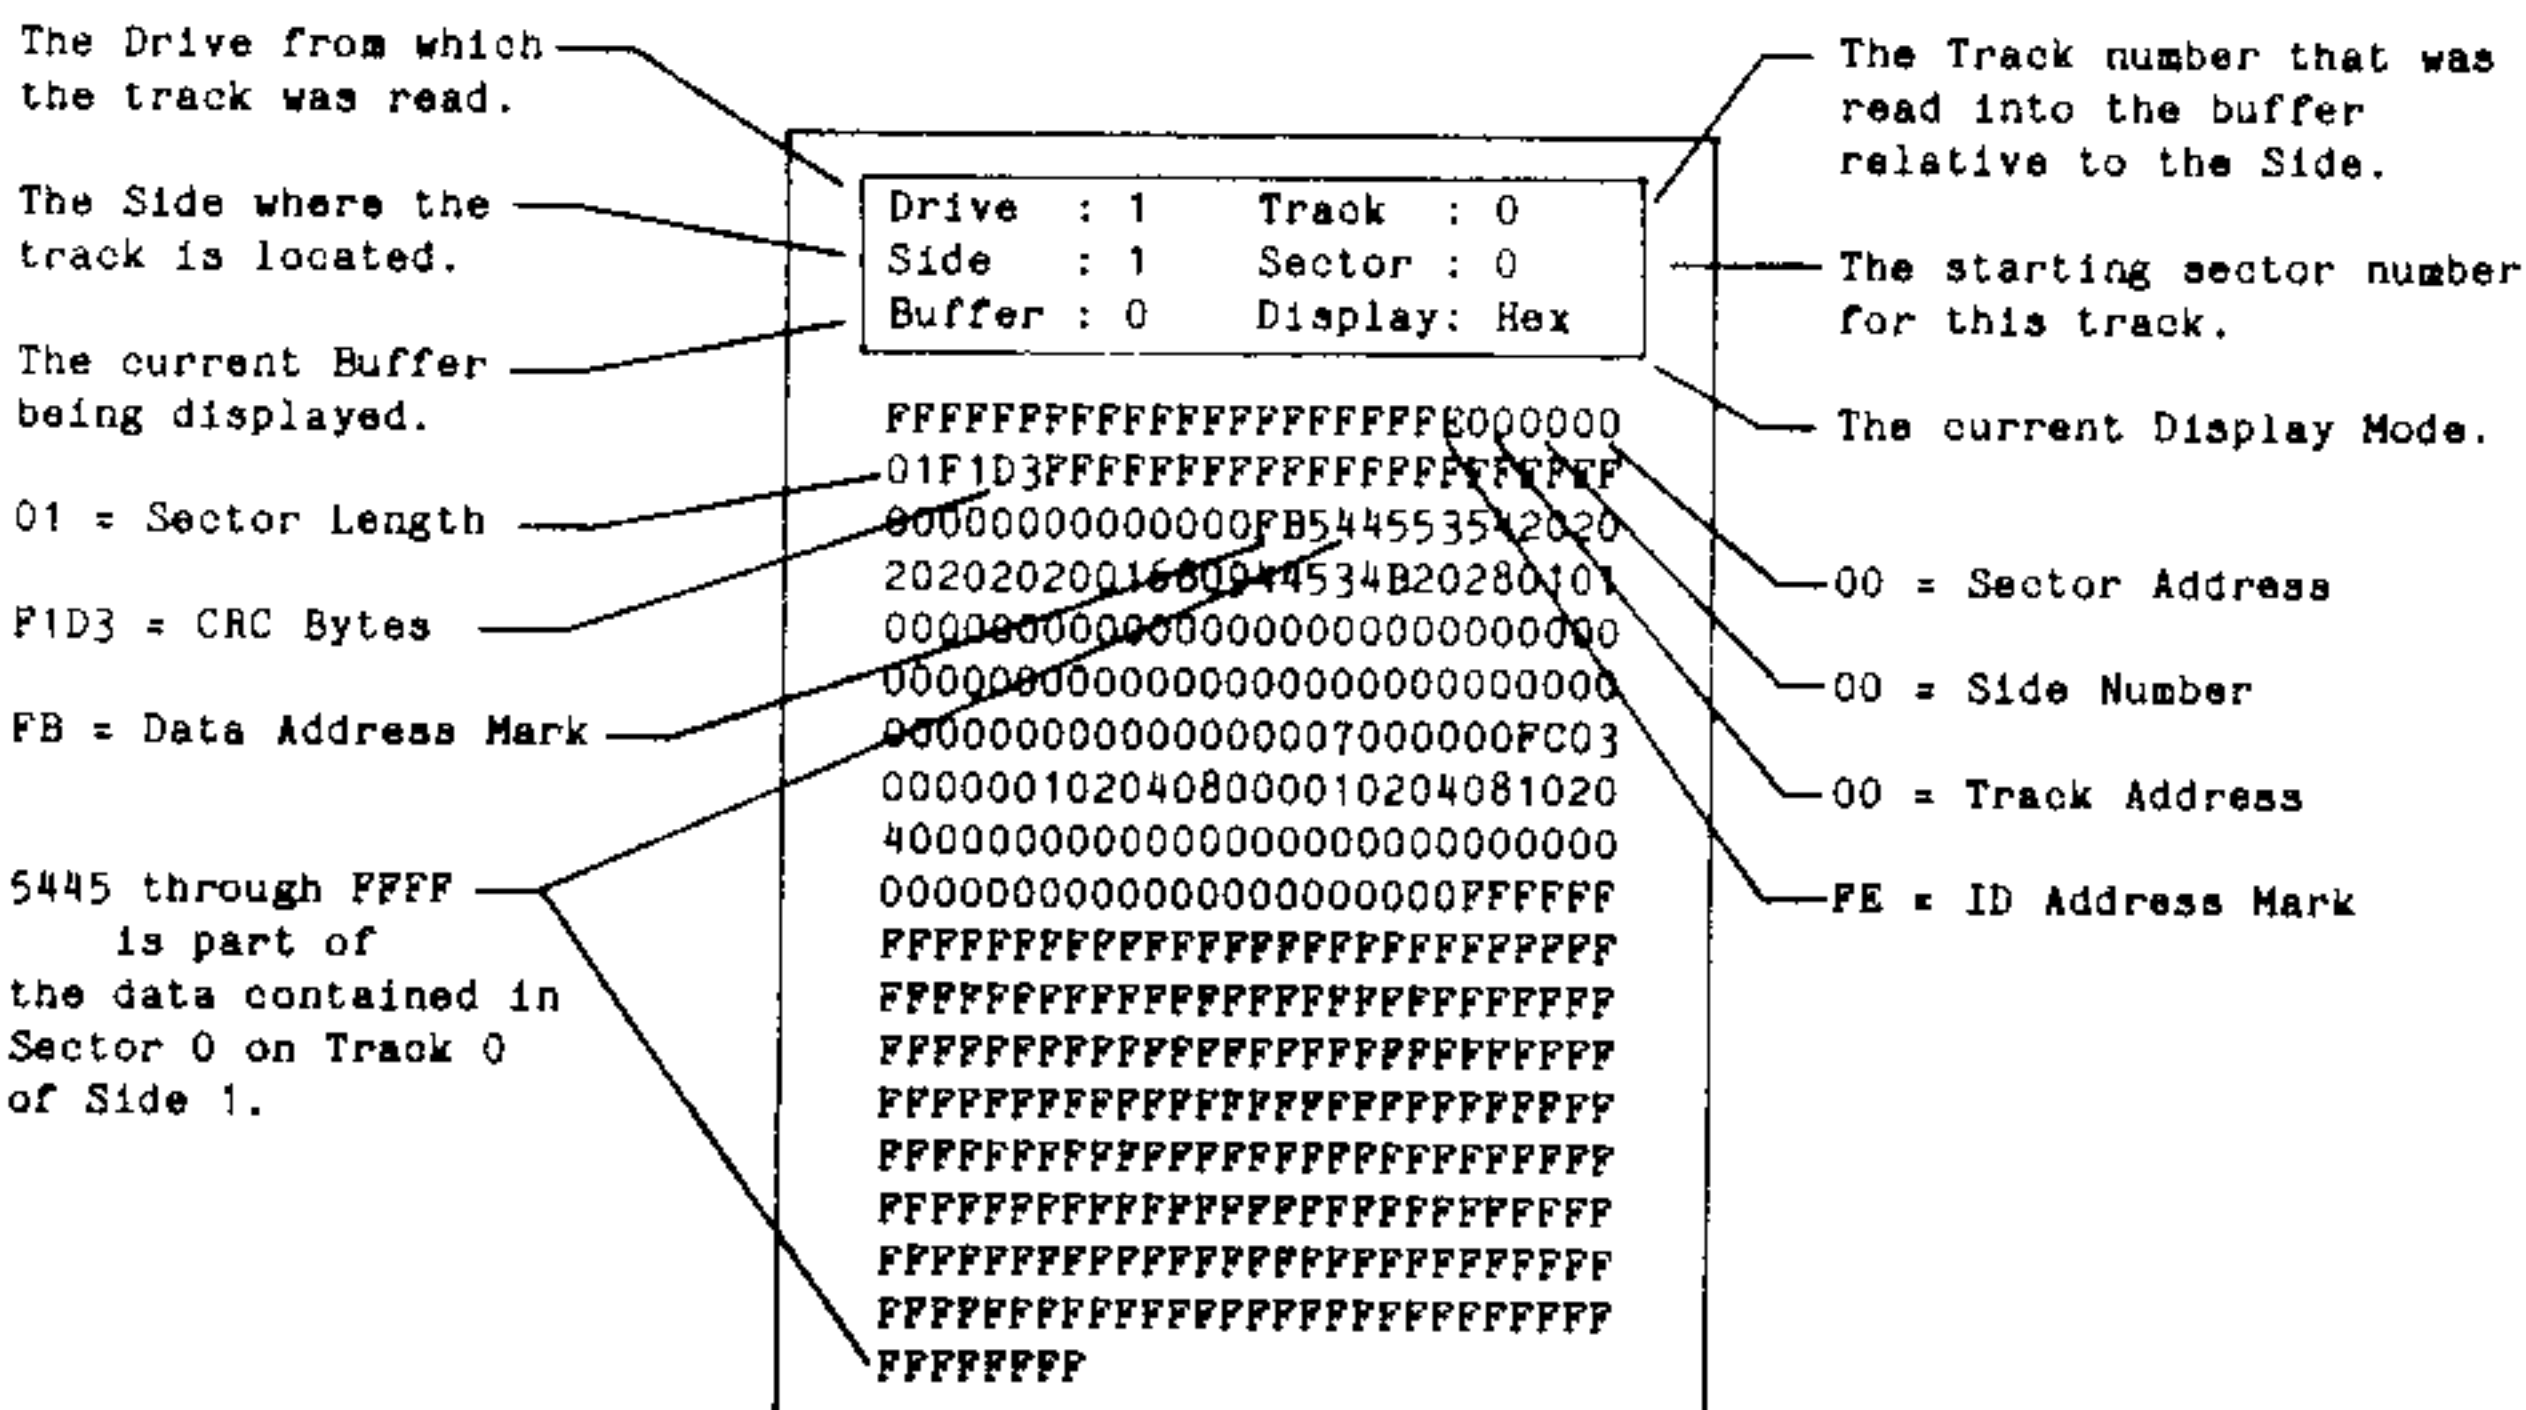 The Drive from which
the track was read.
The Side where the
track is located.
The current Buffer
being displayed.
01 = Sector Length
F1D3 = CRC Bytes
FB = Data Address Mark
5445 through FFFF
is part of
the data contained in
Sector 0 on Track 0
of Side 1.
Drive : 1 Track : 0
Side : 1 Sector : 0
Buffer : 0 Display: Hex
FFFFFFFFFFFFFFFFFFFFFE000000
01F1D3FFFFFFFFFFFFFFFFFFFFFF
00000000000000FB544553542020
2020202001680944534B20280101
0000000000000000000000000000
0000000000000000000000000000
000000000000000007000000FC03
0000001020408000010204081020
4000000000000000000000000000
0000000000000000000000FFFFFF
FFFFFFFFFFFFFFFFFFFFFFFFFFFF
FFFFFFFFFFFFFFFFFFFFFFFFFFFF
FFFFFFFFFFFFFFFFFFFFFFFFFFFF
FFFFFFFFFFFFFFFFFFFFFFFFFFFF
FFFFFFFFFFFFFFFFFFFFFFFFFFFF
FFFFFFFFFFFFFFFFFFFFFFFFFFFF
FFFFFFFFFFFFFFFFFFFFFFFFFFFF
FFFFFFFFFFFFFFFFFFFFFFFFFFFF
FFFFFFFF
The Track number that was
read into the buffer
relative to the Side.
The starting sector number
for this track.
The current Display Mode.
00 = Sector Address
00 = Side Number
00 = Track Address
FE = ID Address Mark